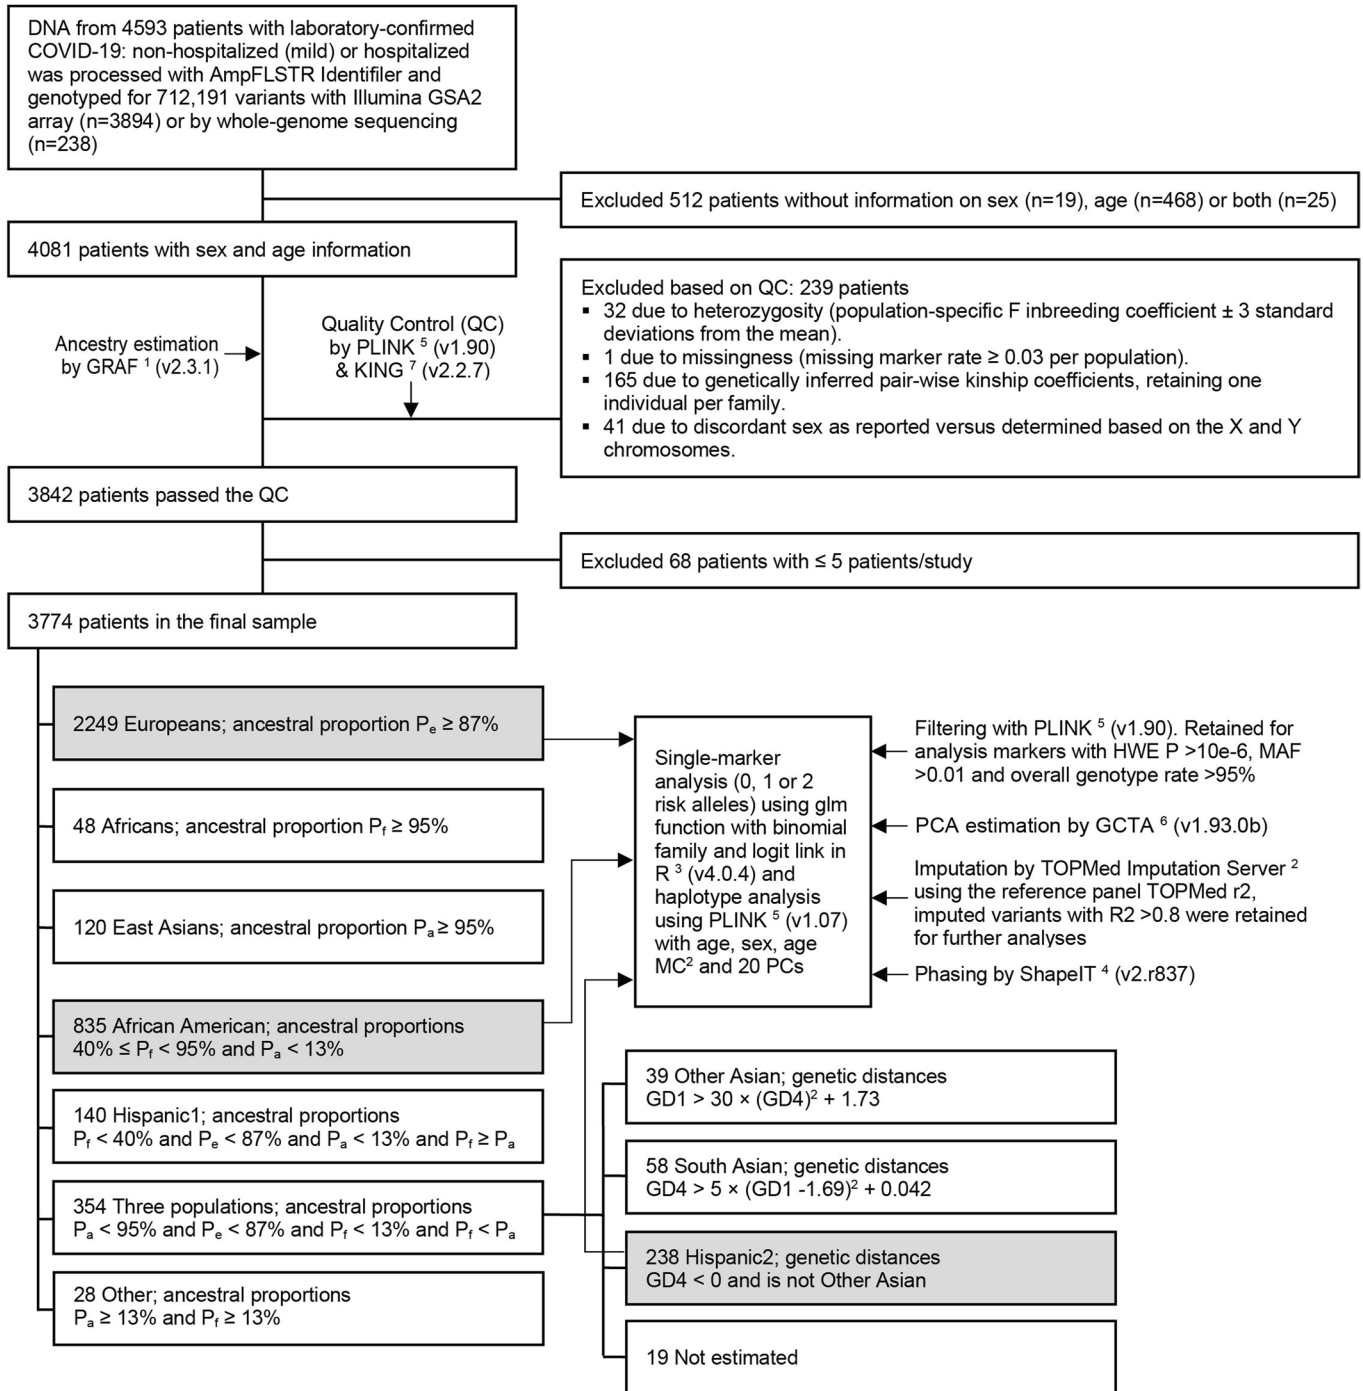 DNA from 4593 patients with laboratory-confirmed
COVID-19: non-hospitalized (mild) or hospitalized
was processed with AmpFLSTR Identifiler and
genotyped for 712,191 variants with Illumina GSA2
array (n=3894) or by whole-genome sequencing
(n=238)
Excluded 512 patients without information on sex (n=19), age (n=468) or both (n=25)
4081 patients with sex and age information
Ancestry estimation
by GRAF ¹ (v2.3.1)
Quality Control (QC)
by PLINK ⁵ (v1.90)
& KING ⁷ (v2.2.7)
Excluded based on QC: 239 patients
▪ 32 due to heterozygosity (population-specific F inbreeding coefficient ± 3 standard
deviations from the mean).
▪ 1 due to missingness (missing marker rate ≥ 0.03 per population).
▪ 165 due to genetically inferred pair-wise kinship coefficients, retaining one
individual per family.
▪ 41 due to discordant sex as reported versus determined based on the X and Y
chromosomes.
3842 patients passed the QC
Excluded 68 patients with ≤ 5 patients/study
3774 patients in the final sample
2249 Europeans; ancestral proportion Pₑ ≥ 87%
48 Africans; ancestral proportion P_f ≥ 95%
120 East Asians; ancestral proportion Pₐ ≥ 95%
835 African American; ancestral proportions
40% ≤ P_f < 95% and Pₐ < 13%
140 Hispanic1; ancestral proportions
P_f < 40% and Pₑ < 87% and Pₐ < 13% and P_f ≥ Pₐ
354 Three populations; ancestral proportions
Pₐ < 95% and Pₑ < 87% and P_f < 13% and P_f < Pₐ
28 Other; ancestral proportions
Pₐ ≥ 13% and P_f ≥ 13%
Single-marker
analysis (0, 1 or 2
risk alleles) using glm
function with binomial
family and logit link in
R ³ (v4.0.4) and
haplotype analysis
using PLINK ⁵ (v1.07)
with age, sex, age
MC² and 20 PCs
Filtering with PLINK ⁵ (v1.90). Retained for
analysis markers with HWE P >10e-6, MAF
>0.01 and overall genotype rate >95%
PCA estimation by GCTA ⁶ (v1.93.0b)
Imputation by TOPMed Imputation Server ²
using the reference panel TOPMed r2,
imputed variants with R2 >0.8 were retained
for further analyses
Phasing by ShapeIT ⁴ (v2.r837)
39 Other Asian; genetic distances
GD1 > 30 × (GD4)² + 1.73
58 South Asian; genetic distances
GD4 > 5 × (GD1 -1.69)² + 0.042
238 Hispanic2; genetic distances
GD4 < 0 and is not Other Asian
19 Not estimated